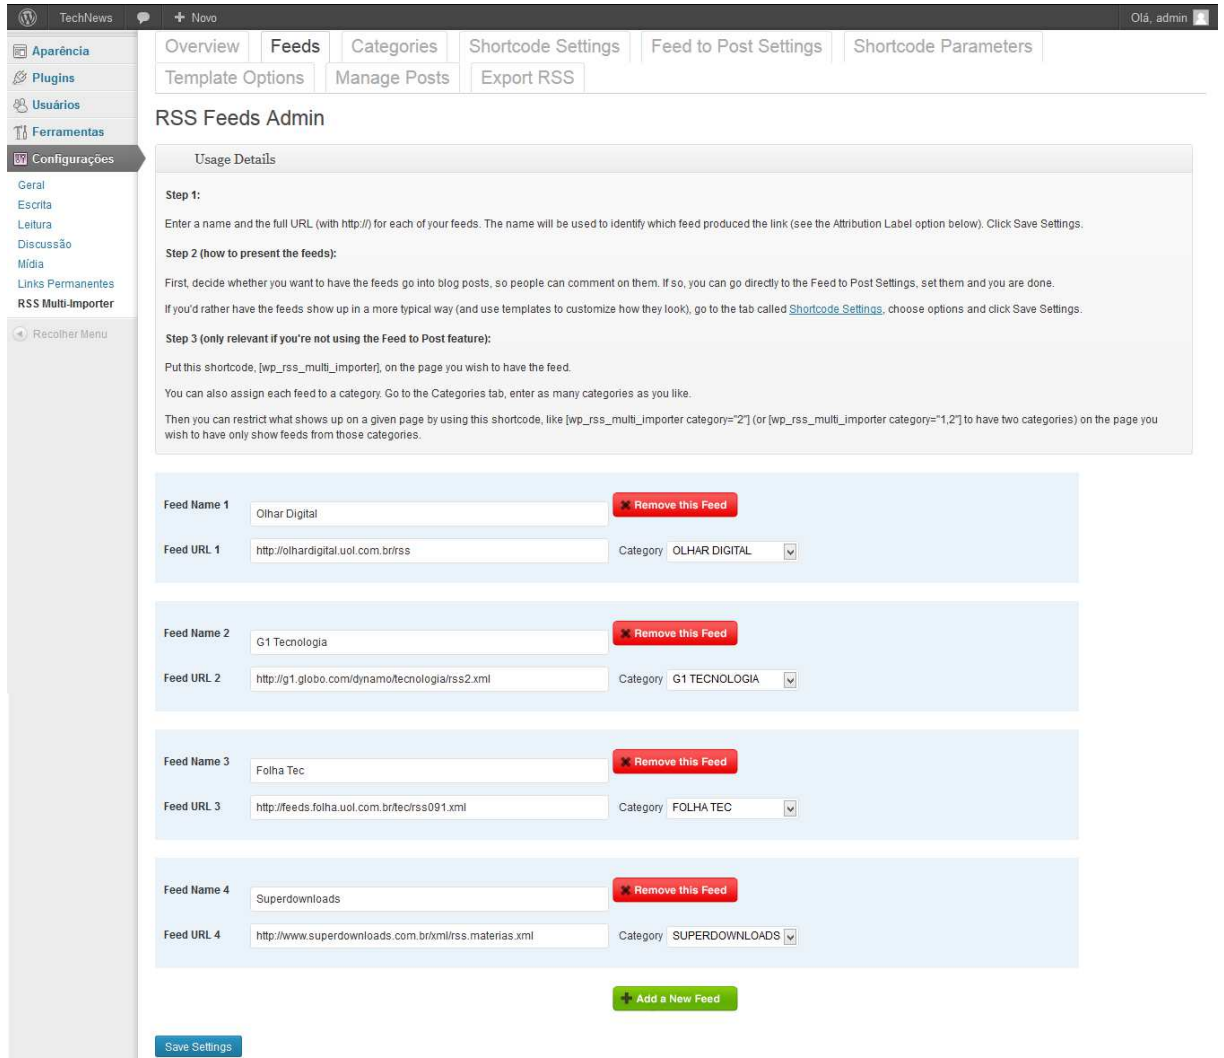 TechNews + Novo Olá, admin
Aparência
Plugins
Usuários
Ferramentas
Configurações
Geral
Escrita
Leitura
Discussão
Mídia
Links Permanentes
RSS Multi-Importer
Recolher Menu
Overview Feeds Categories Shortcode Settings Feed to Post Settings Shortcode Parameters
Template Options Manage Posts Export RSS
RSS Feeds Admin
Usage Details
Step 1:
Enter a name and the full URL (with http://) for each of your feeds. The name will be used to identify which feed produced the link (see the Attribution Label option below). Click Save Settings.
Step 2 (how to present the feeds):
First, decide whether you want to have the feeds go into blog posts, so people can comment on them. If so, you can go directly to the Feed to Post Settings, set them and you are done.
If you'd rather have the feeds show up in a more typical way (and use templates to customize how they look), go to the tab called Shortcode Settings, choose options and click Save Settings.
Step 3 (only relevant if you're not using the Feed to Post feature):
Put this shortcode, [wp_rss_multi_importer], on the page you wish to have the feed.
You can also assign each feed to a category. Go to the Categories tab, enter as many categories as you like.
Then you can restrict what shows up on a given page by using this shortcode, like [wp_rss_multi_importer category="2"] (or [wp_rss_multi_importer category="1,2"] to have two categories) on the page you
wish to have only show feeds from those categories.
Feed Name 1 Olhar Digital Remove this Feed
Feed URL 1 http://olhardigital.uol.com.br/rss Category OLHAR DIGITAL
Feed Name 2 G1 Tecnologia Remove this Feed
Feed URL 2 http://g1.globo.com/dynamo/tecnologia/rss2.xml Category G1 TECNOLOGIA
Feed Name 3 Folha Tec Remove this Feed
Feed URL 3 http://feeds.folha.uol.com.br/tec/rss091.xml Category FOLHA TEC
Feed Name 4 Superdownloads Remove this Feed
Feed URL 4 http://www.superdownloads.com.br/xml/rss.materias.xml Category SUPERDOWNLOADS
Add a New Feed
Save Settings